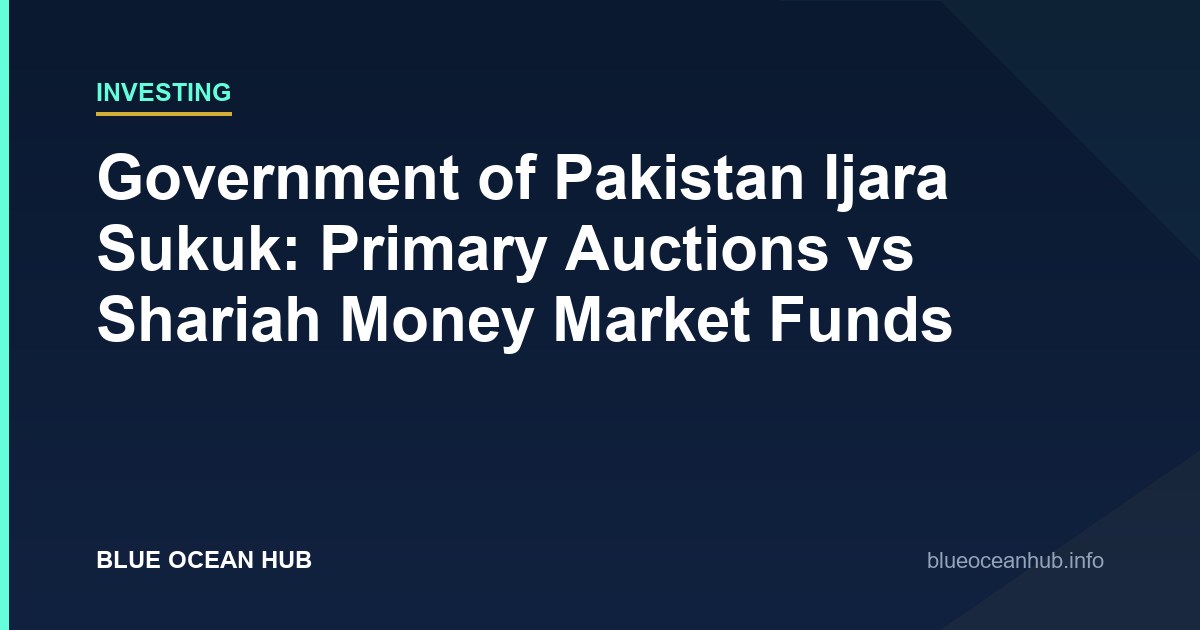 INVESTING
Government of Pakistan Ijara
Sukuk: Primary Auctions vs
Shariah Money Market Funds
BLUE OCEAN HUB
blueoceanhub.info